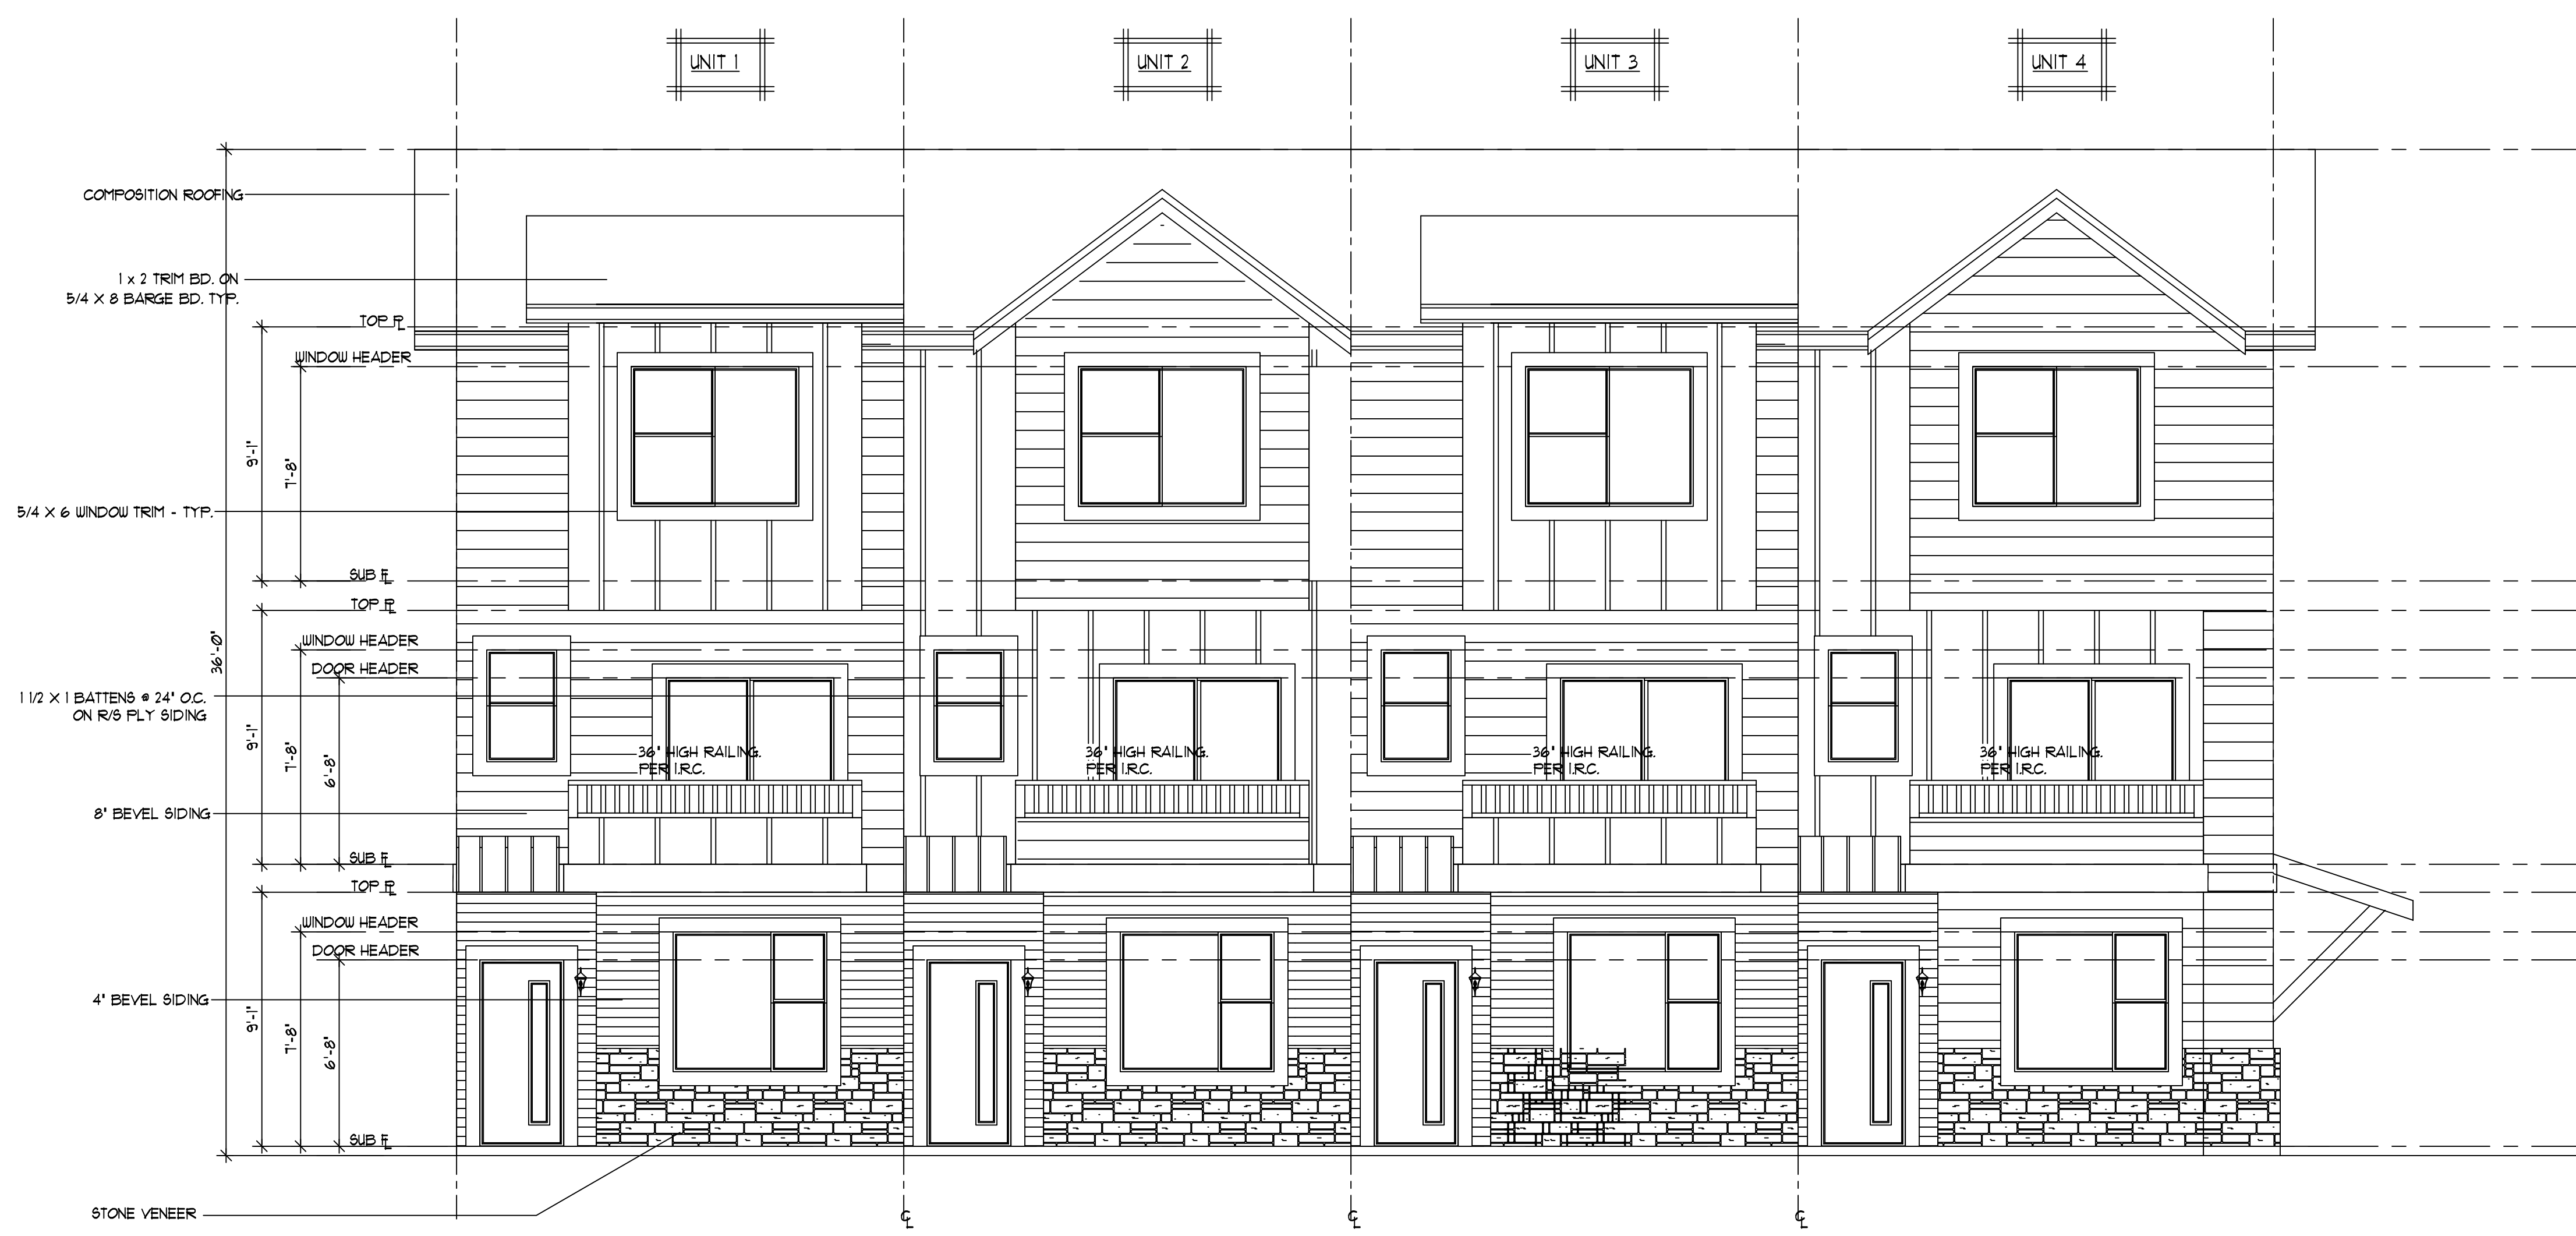 UNIT 1
UNIT 2
UNIT 3
UNIT 4
COMPOSITION ROOFING
1 x 2 TRIM BD. ON
5/4 X 8 BARGE BD. TYP.
TOP PL
WINDOW HEADER
9'-1"
7'-8"
5/4 X 6 WINDOW TRIM - TYP.
SUB FL
TOP PL
36'-0"
WINDOW HEADER
DOOR HEADER
1 1/2 X 1 BATTENS @ 24" O.C.
ON R/S PLY SIDING
9'-1"
7'-8"
6'-8"
36" HIGH RAILING.
PER I.R.C.
36" HIGH RAILING.
PER I.R.C.
36" HIGH RAILING.
PER I.R.C.
36" HIGH RAILING.
PER I.R.C.
8" BEVEL SIDING
SUB FL
TOP PL
WINDOW HEADER
DOOR HEADER
4" BEVEL SIDING
9'-1"
7'-8"
6'-8"
SUB FL
STONE VENEER
CL
CL
CL